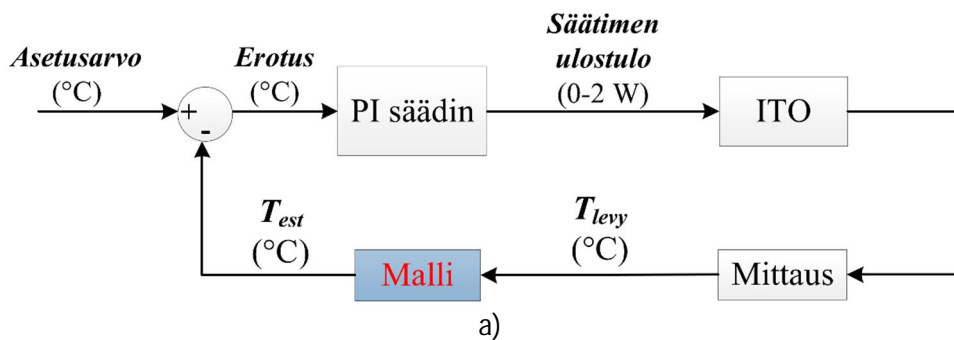 Asetusarvo
(°C)
+
-
Erotus
(°C)
PI säädin
Säätimen
ulostulo
(0-2 W)
ITO
T_est
(°C)
Malli
T_levy
(°C)
Mittaus
a)